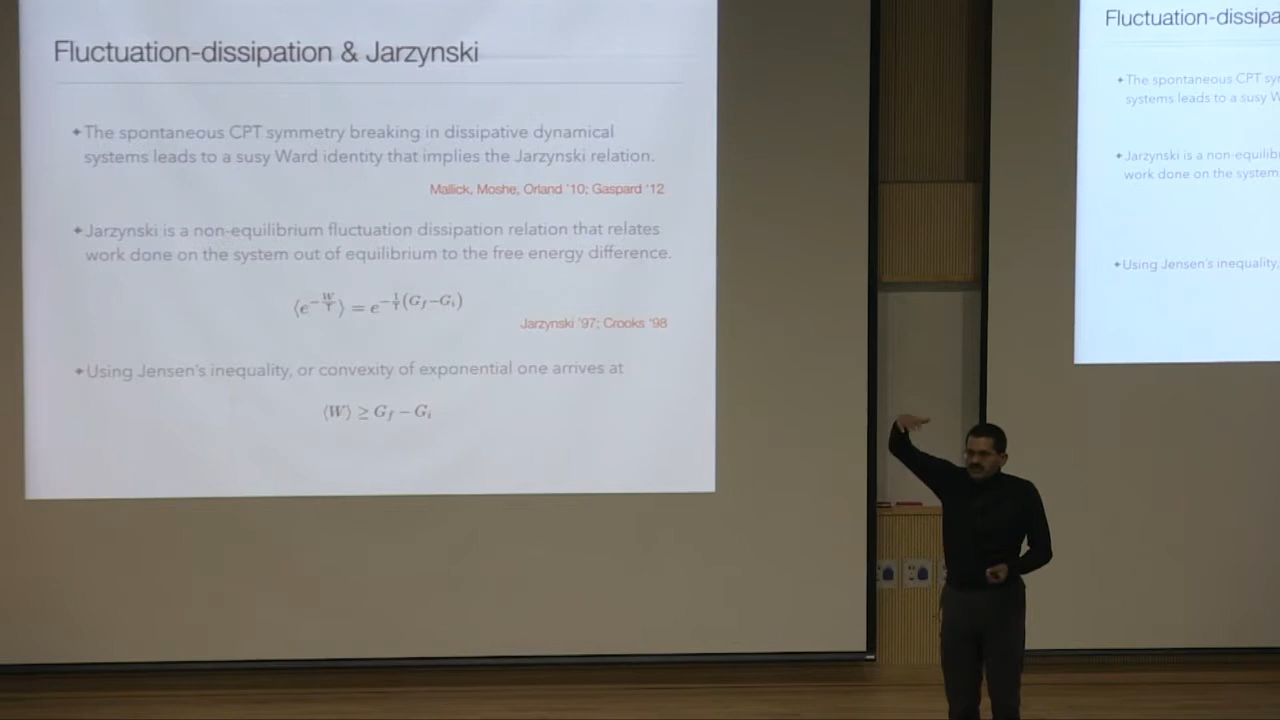 Fluctuation-dissipation & Jarzynski
✦ The spontaneous CPT symmetry breaking in dissipative dynamical
systems leads to a susy Ward identity that implies the Jarzynski relation.
Mallick, Moshe, Orland '10; Gaspard '12
✦ Jarzynski is a non-equilibrium fluctuation dissipation relation that relates
work done on the system out of equilibrium to the free energy difference.
⟨e^{-\frac{W}{T}}⟩ = e^{-\frac{1}{T}(G_f-G_i)}
Jarzynski '97; Crooks '98
✦ Using Jensen's inequality, or convexity of exponential one arrives at
⟨W⟩ ≥ G_f − G_i
Fluctuation-dissipa
✦ The spontaneous CPT sy
systems leads to a susy W
✦ Jarzynski is a non-equilib
work done on the system
✦ Using Jensen's inequality,